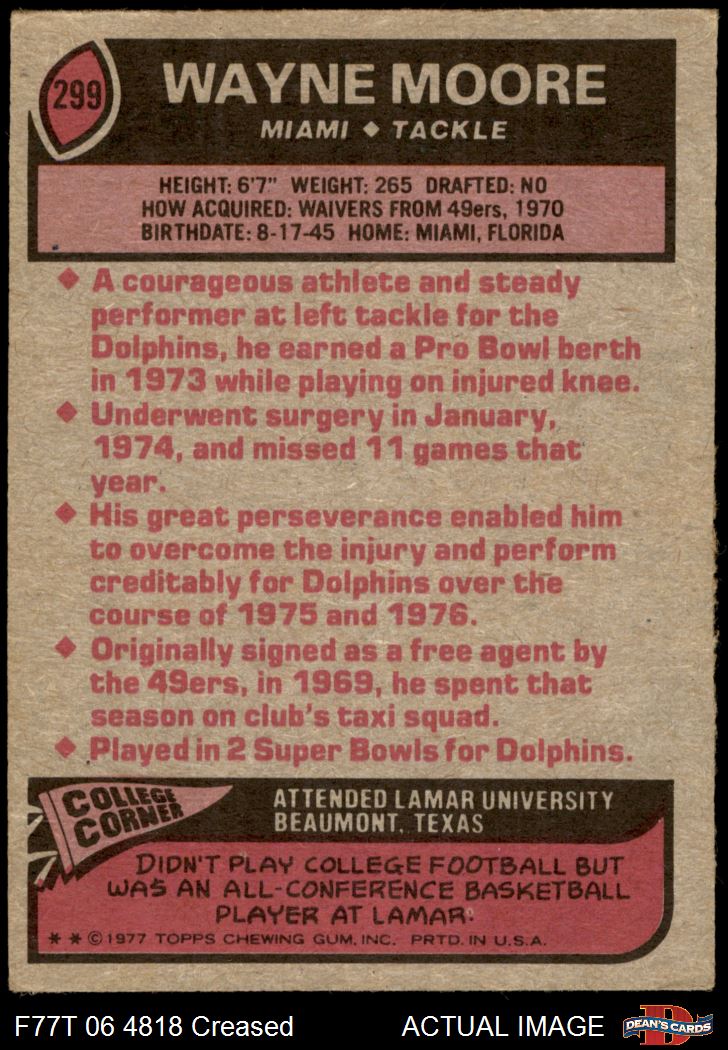 299
WAYNE MOORE
MIAMI ◆ TACKLE
HEIGHT: 6'7" WEIGHT: 265 DRAFTED: NO
HOW ACQUIRED: WAIVERS FROM 49ers, 1970
BIRTHDATE: 8-17-45 HOME: MIAMI, FLORIDA
◆ A courageous athlete and steady
performer at left tackle for the
Dolphins, he earned a Pro Bowl berth
in 1973 while playing on injured knee.
◆ Underwent surgery in January,
1974, and missed 11 games that
year.
◆ His great perseverance enabled him
to overcome the injury and perform
creditably for Dolphins over the
course of 1975 and 1976.
◆ Originally signed as a free agent by
the 49ers, in 1969, he spent that
season on club's taxi squad.
◆ Played in 2 Super Bowls for Dolphins.
COLLEGE
CORNER
ATTENDED LAMAR UNIVERSITY
BEAUMONT, TEXAS
DIDN'T PLAY COLLEGE FOOTBALL BUT
WAS AN ALL-CONFERENCE BASKETBALL
PLAYER AT LAMAR.
* * © 1977 TOPPS CHEWING GUM, INC. PRTD. IN U.S.A.
F77T 06 4818 Creased
ACTUAL IMAGE
D
DEAN'S CARDS